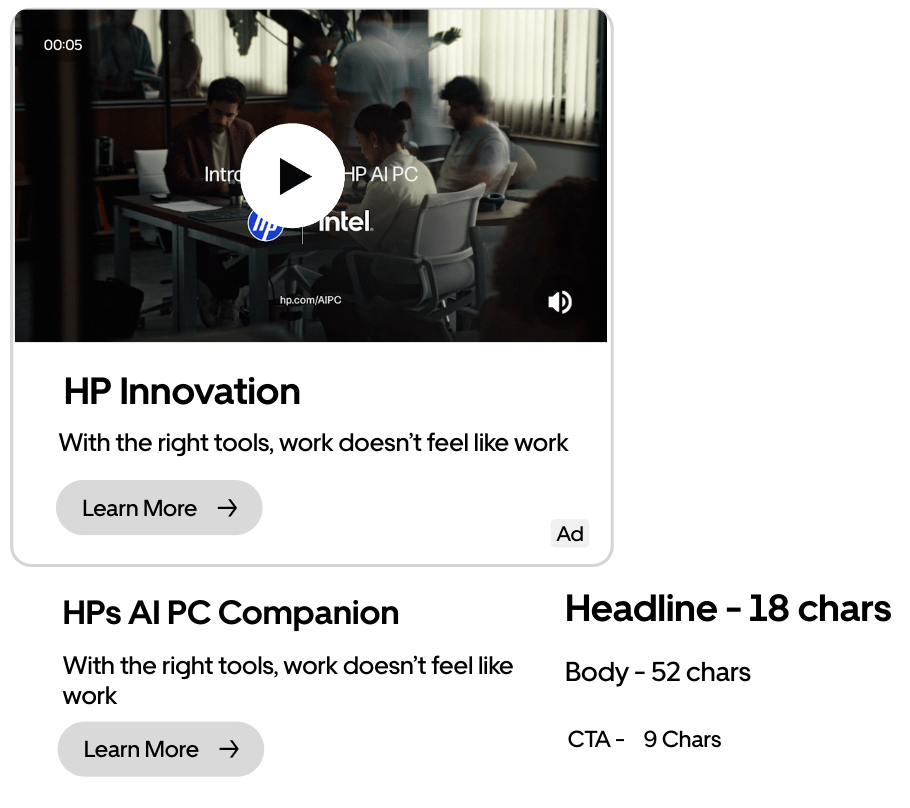 00:05
Intro HP AI PC
hp intel.
hp.com/AIPC
HP Innovation
With the right tools, work doesn’t feel like work
Learn More →
Ad
HPs AI PC Companion
With the right tools, work doesn’t feel like
work
Learn More →
Headline - 18 chars
Body - 52 chars
CTA - 9 Chars